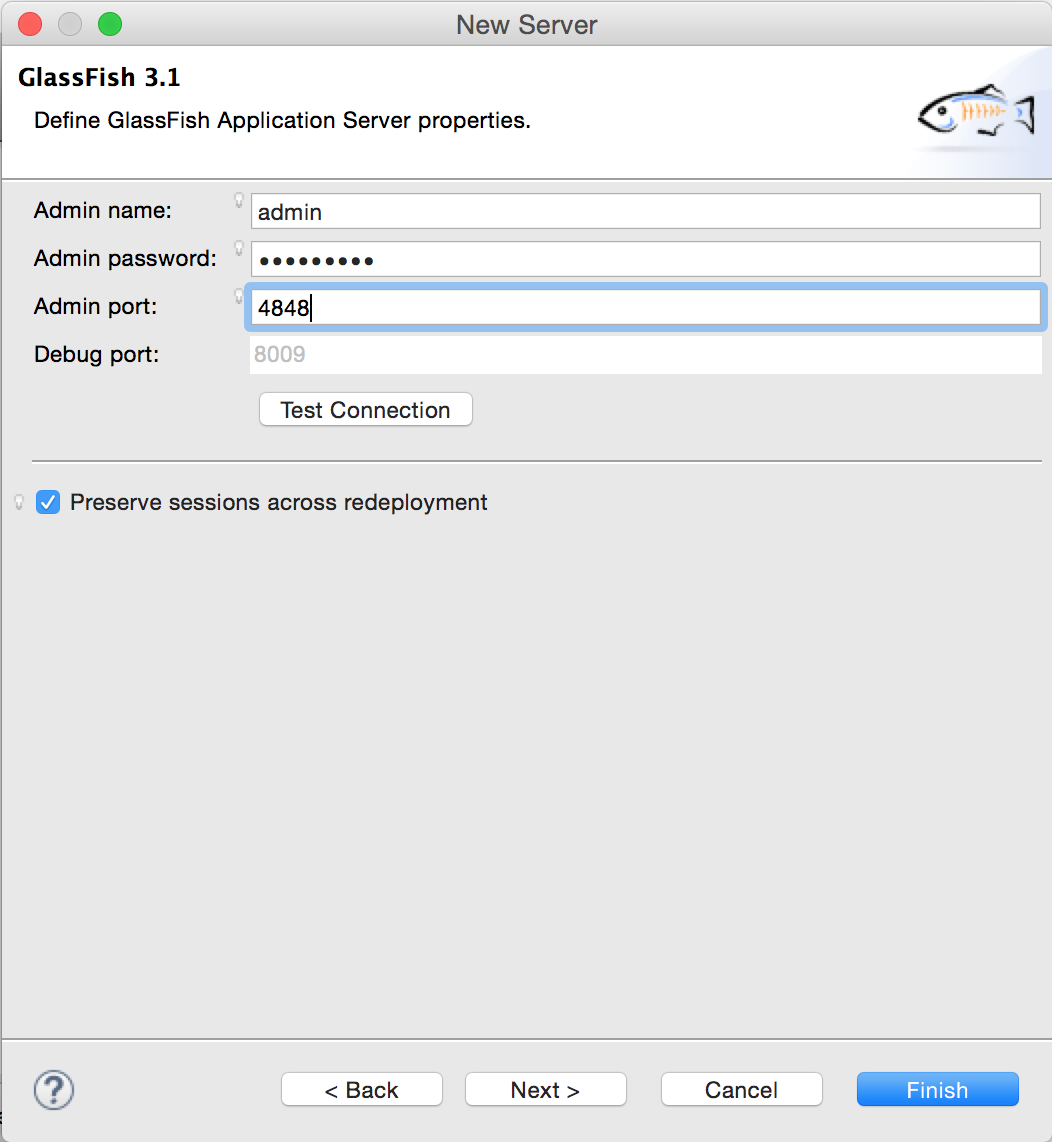 New Server
GlassFish 3.1
Define GlassFish Application Server properties.
Admin name: admin
Admin password: •••••••••
Admin port: 4848
Debug port: 8009
Test Connection
Preserve sessions across redeployment
? < Back Next > Cancel Finish